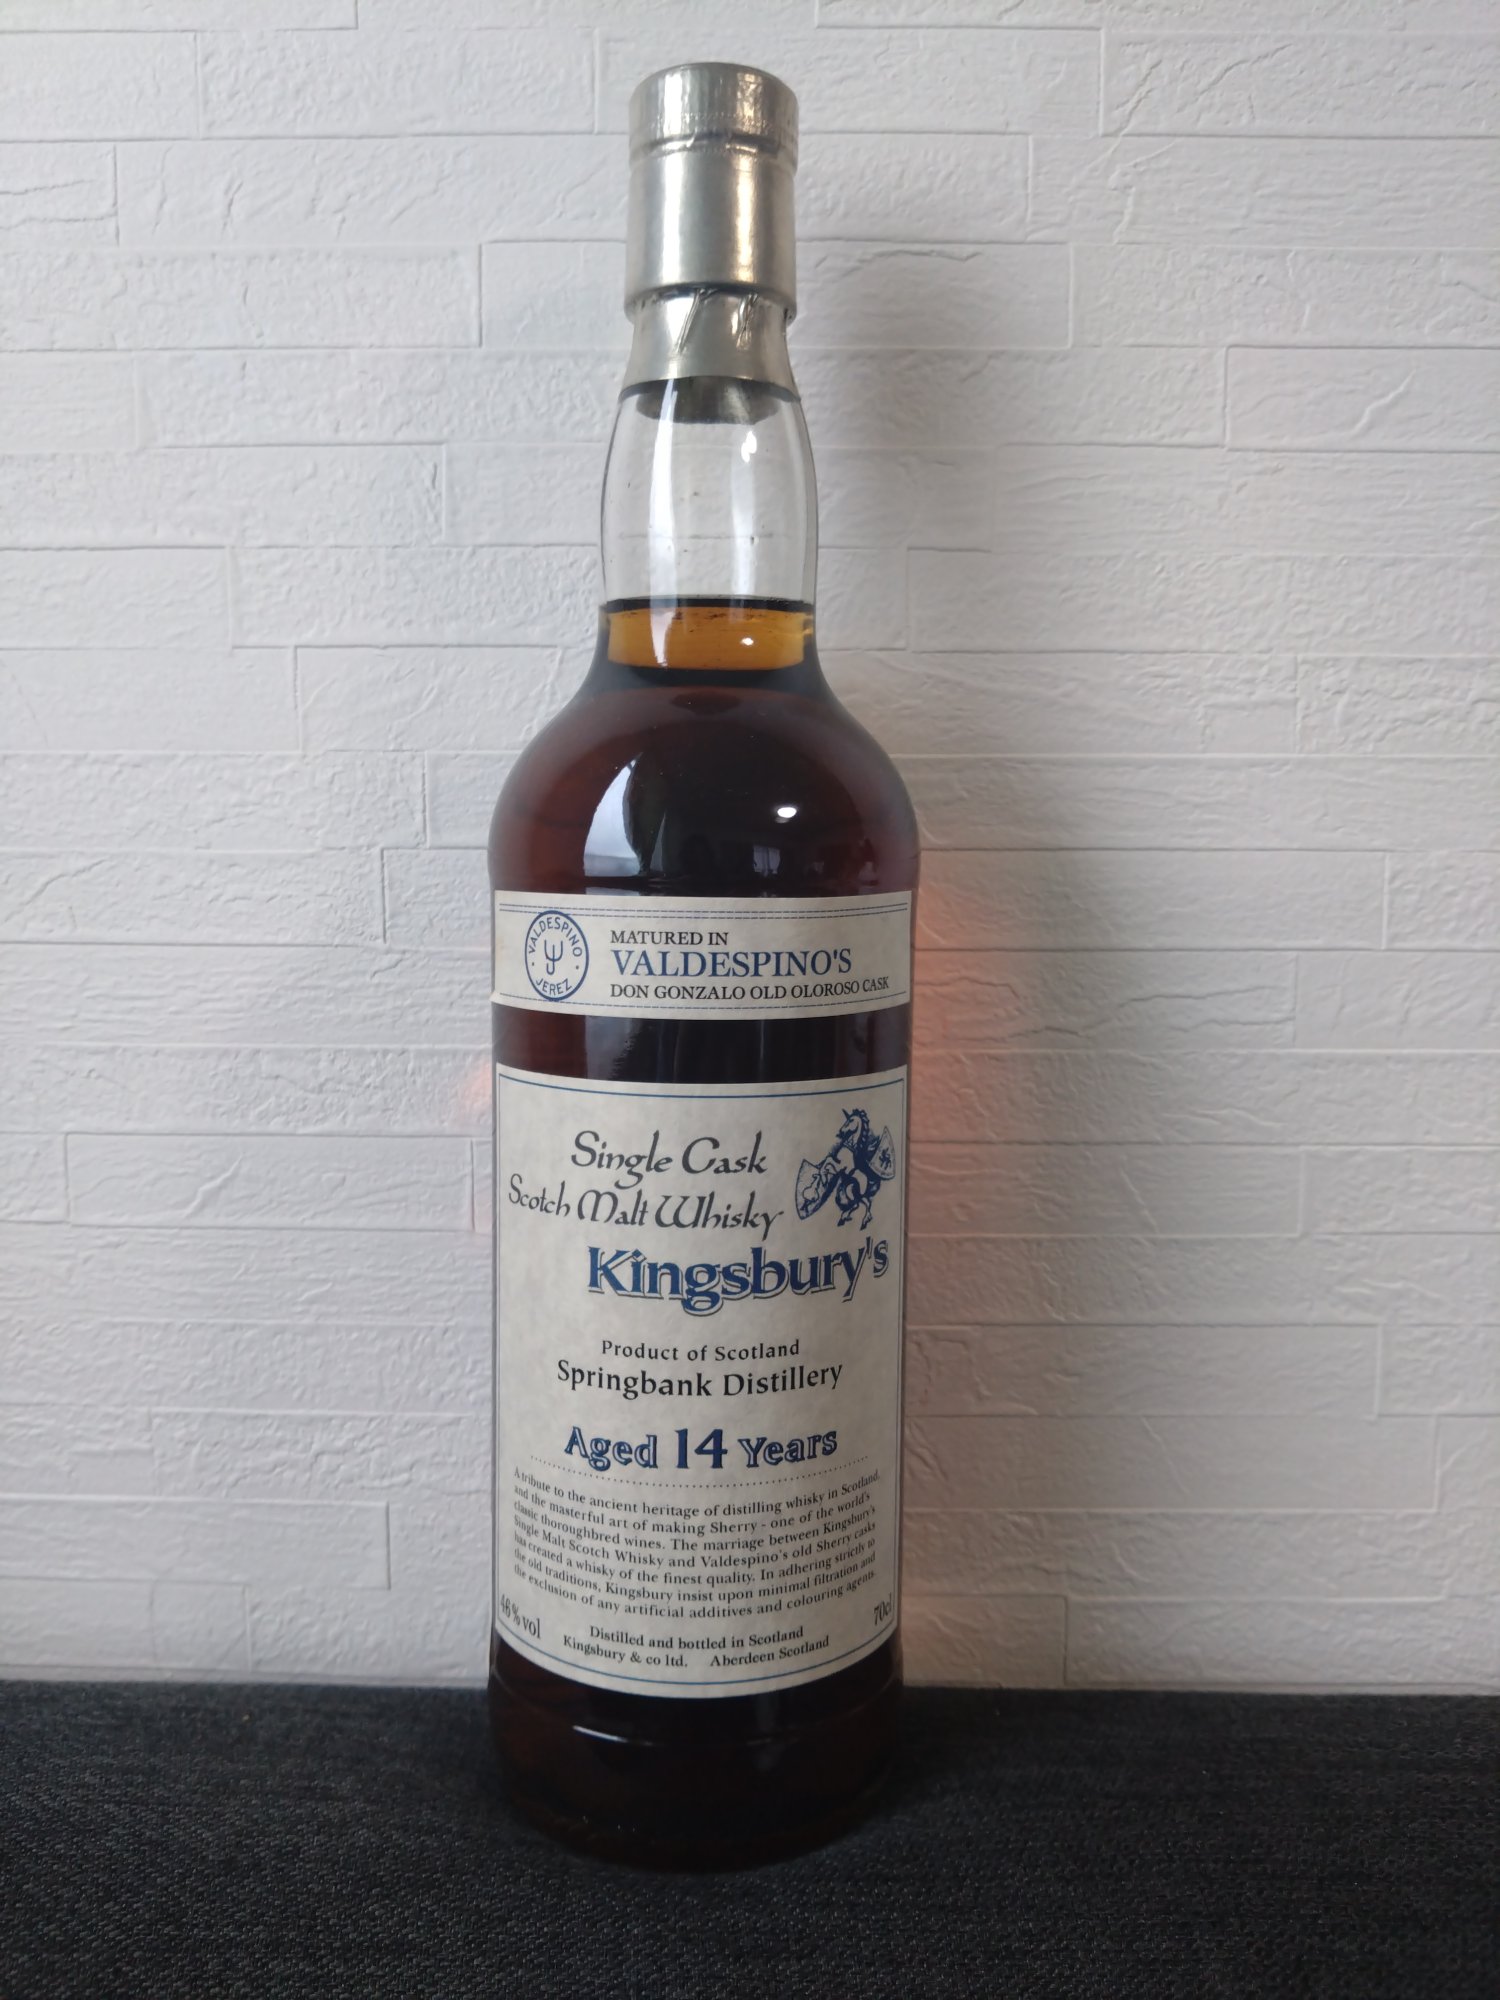 VALDESPINO
JEREZ
MATURED IN
VALDESPINO'S
DON GONZALO OLD OLOROSO CASK
Single Cask
Scotch Malt Whisky
Kingsbury's
Product of Scotland
Springbank Distillery
Aged 14 Years
A tribute to the ancient heritage of distilling whisky in Scotland,
and the masterful art of making Sherry - one of the world's
classic thoroughbred wines. The marriage between Kingsbury's
Single Malt Scotch Whisky and Valdespino's old Sherry casks
has created a whisky of the finest quality. In adhering strictly to
the old traditions, Kingsbury insist upon minimal filtration and
the exclusion of any artificial additives and colouring agents.
46% vol
70cl
Distilled and bottled in Scotland
Kingsbury & co ltd. Aberdeen Scotland